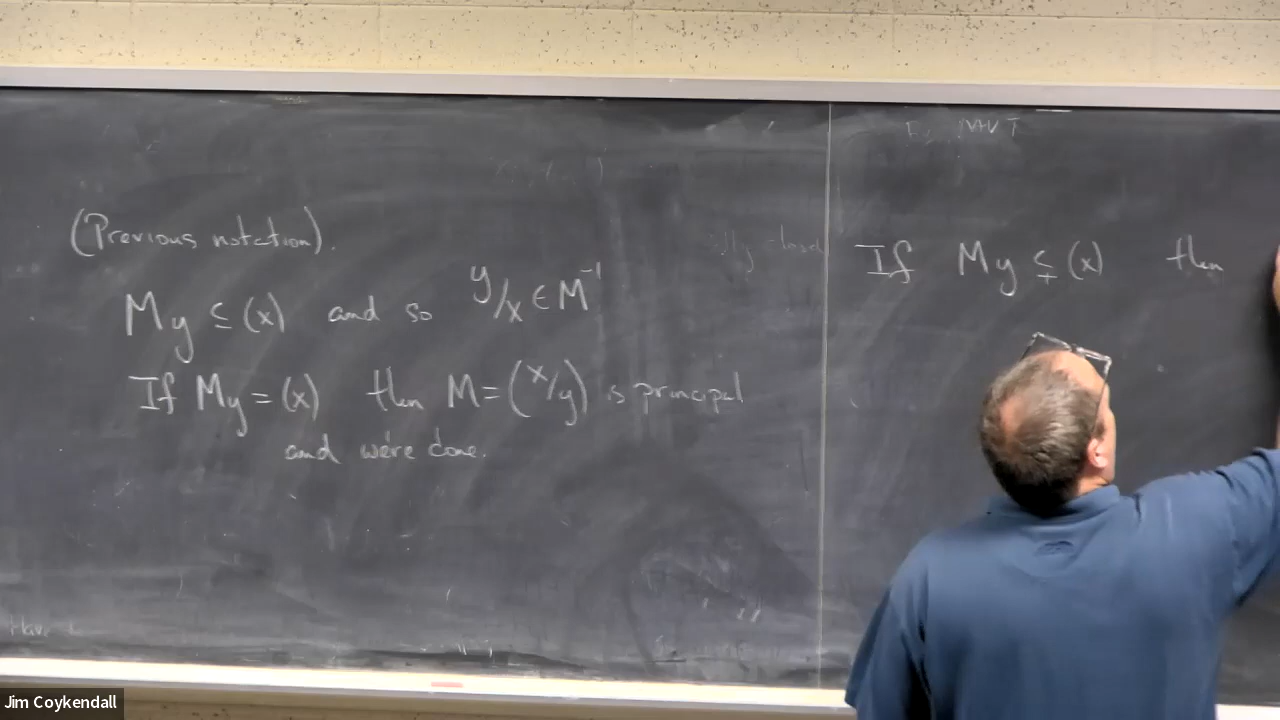 (Previous notation).
My ⊆ (x) and so y/x ∈ M⁻¹
If My = (x) then M = (x/y) is principal
and we're done.
If My ⊊ (x) then
Jim Coykendall